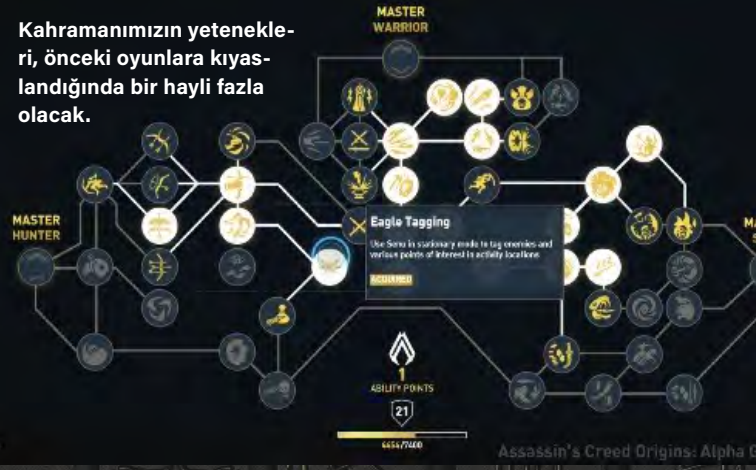 Kahramanımızın yetenekle-
ri, önceki oyunlara kıyas-
landığında bir hayli fazla
olacak.
MASTER
WARRIOR
MASTER
HUNTER
Eagle Tagging
Use Senu in stationary mode to tag enemies and
various points of interest in activity locations
ACQUIRED
1
ABILITY POINTS
21
6454/7400
Assassin's Creed Origins: Alpha